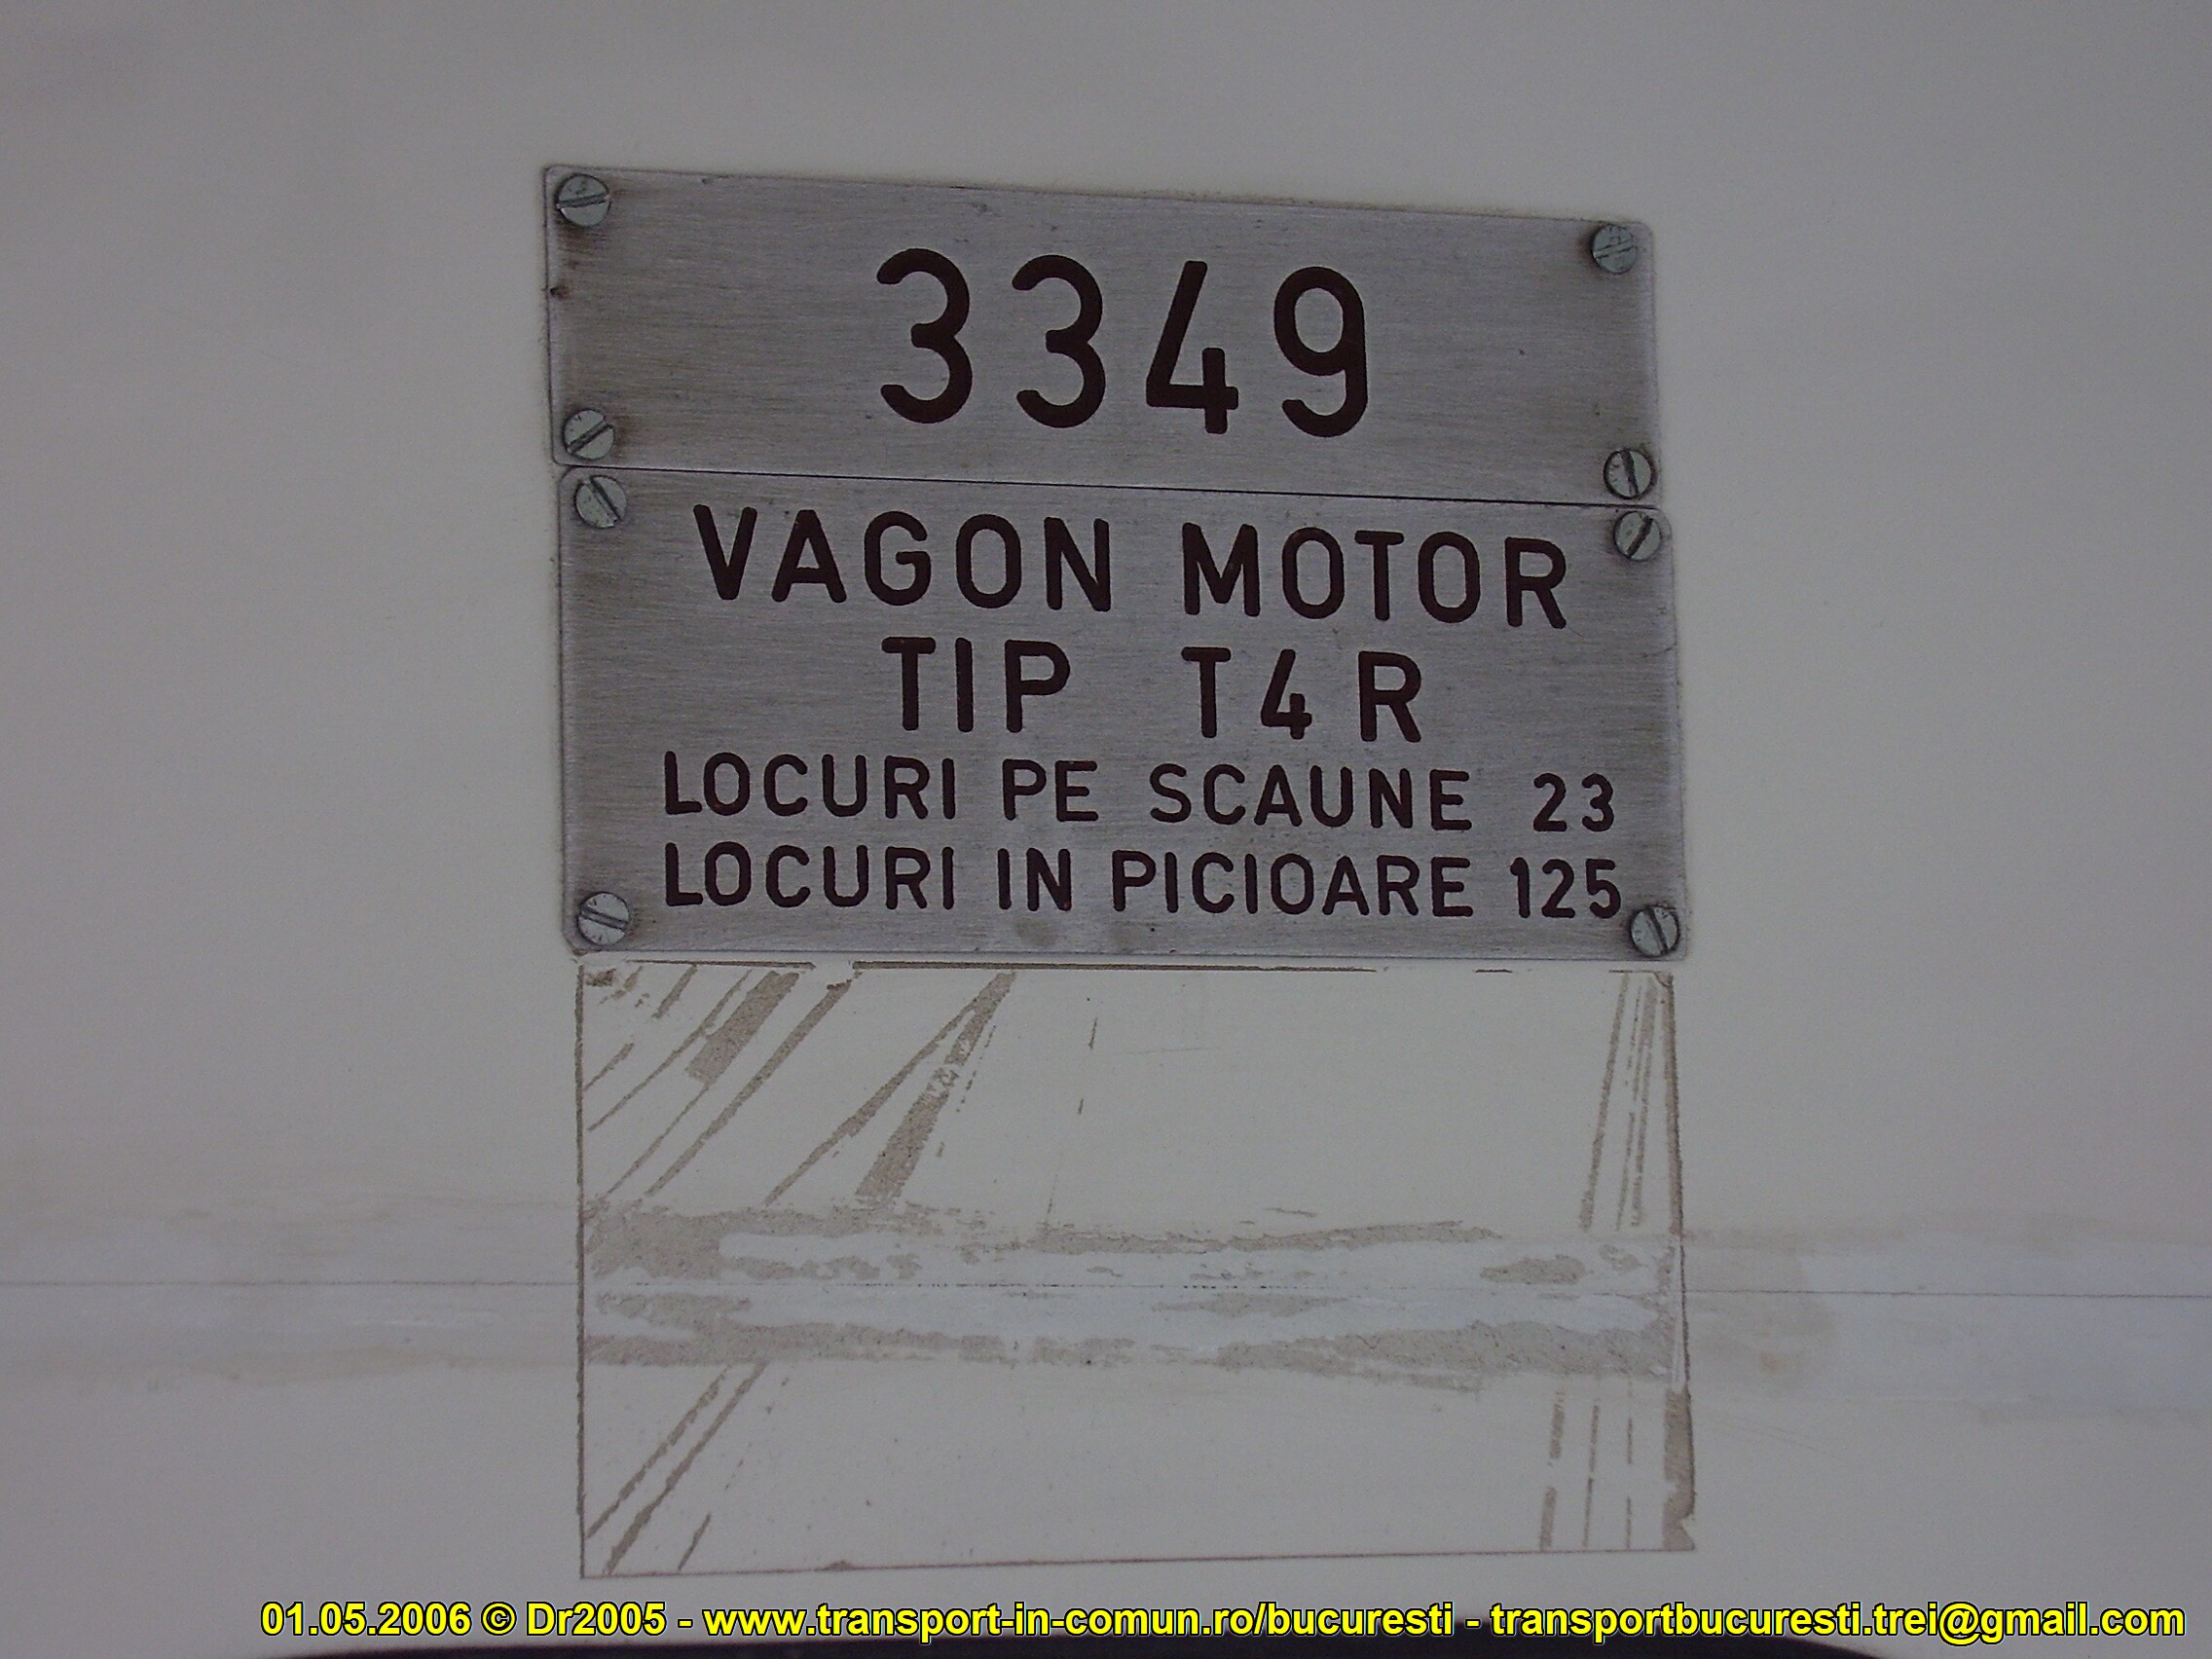 3349
VAGON MOTOR
TIP T4R
LOCURI PE SCAUNE 23
LOCURI IN PICIOARE 125
01.05.2006 © Dr2005 - www.transport-in-comun.ro/bucuresti - transportbucuresti.trei@gmail.com